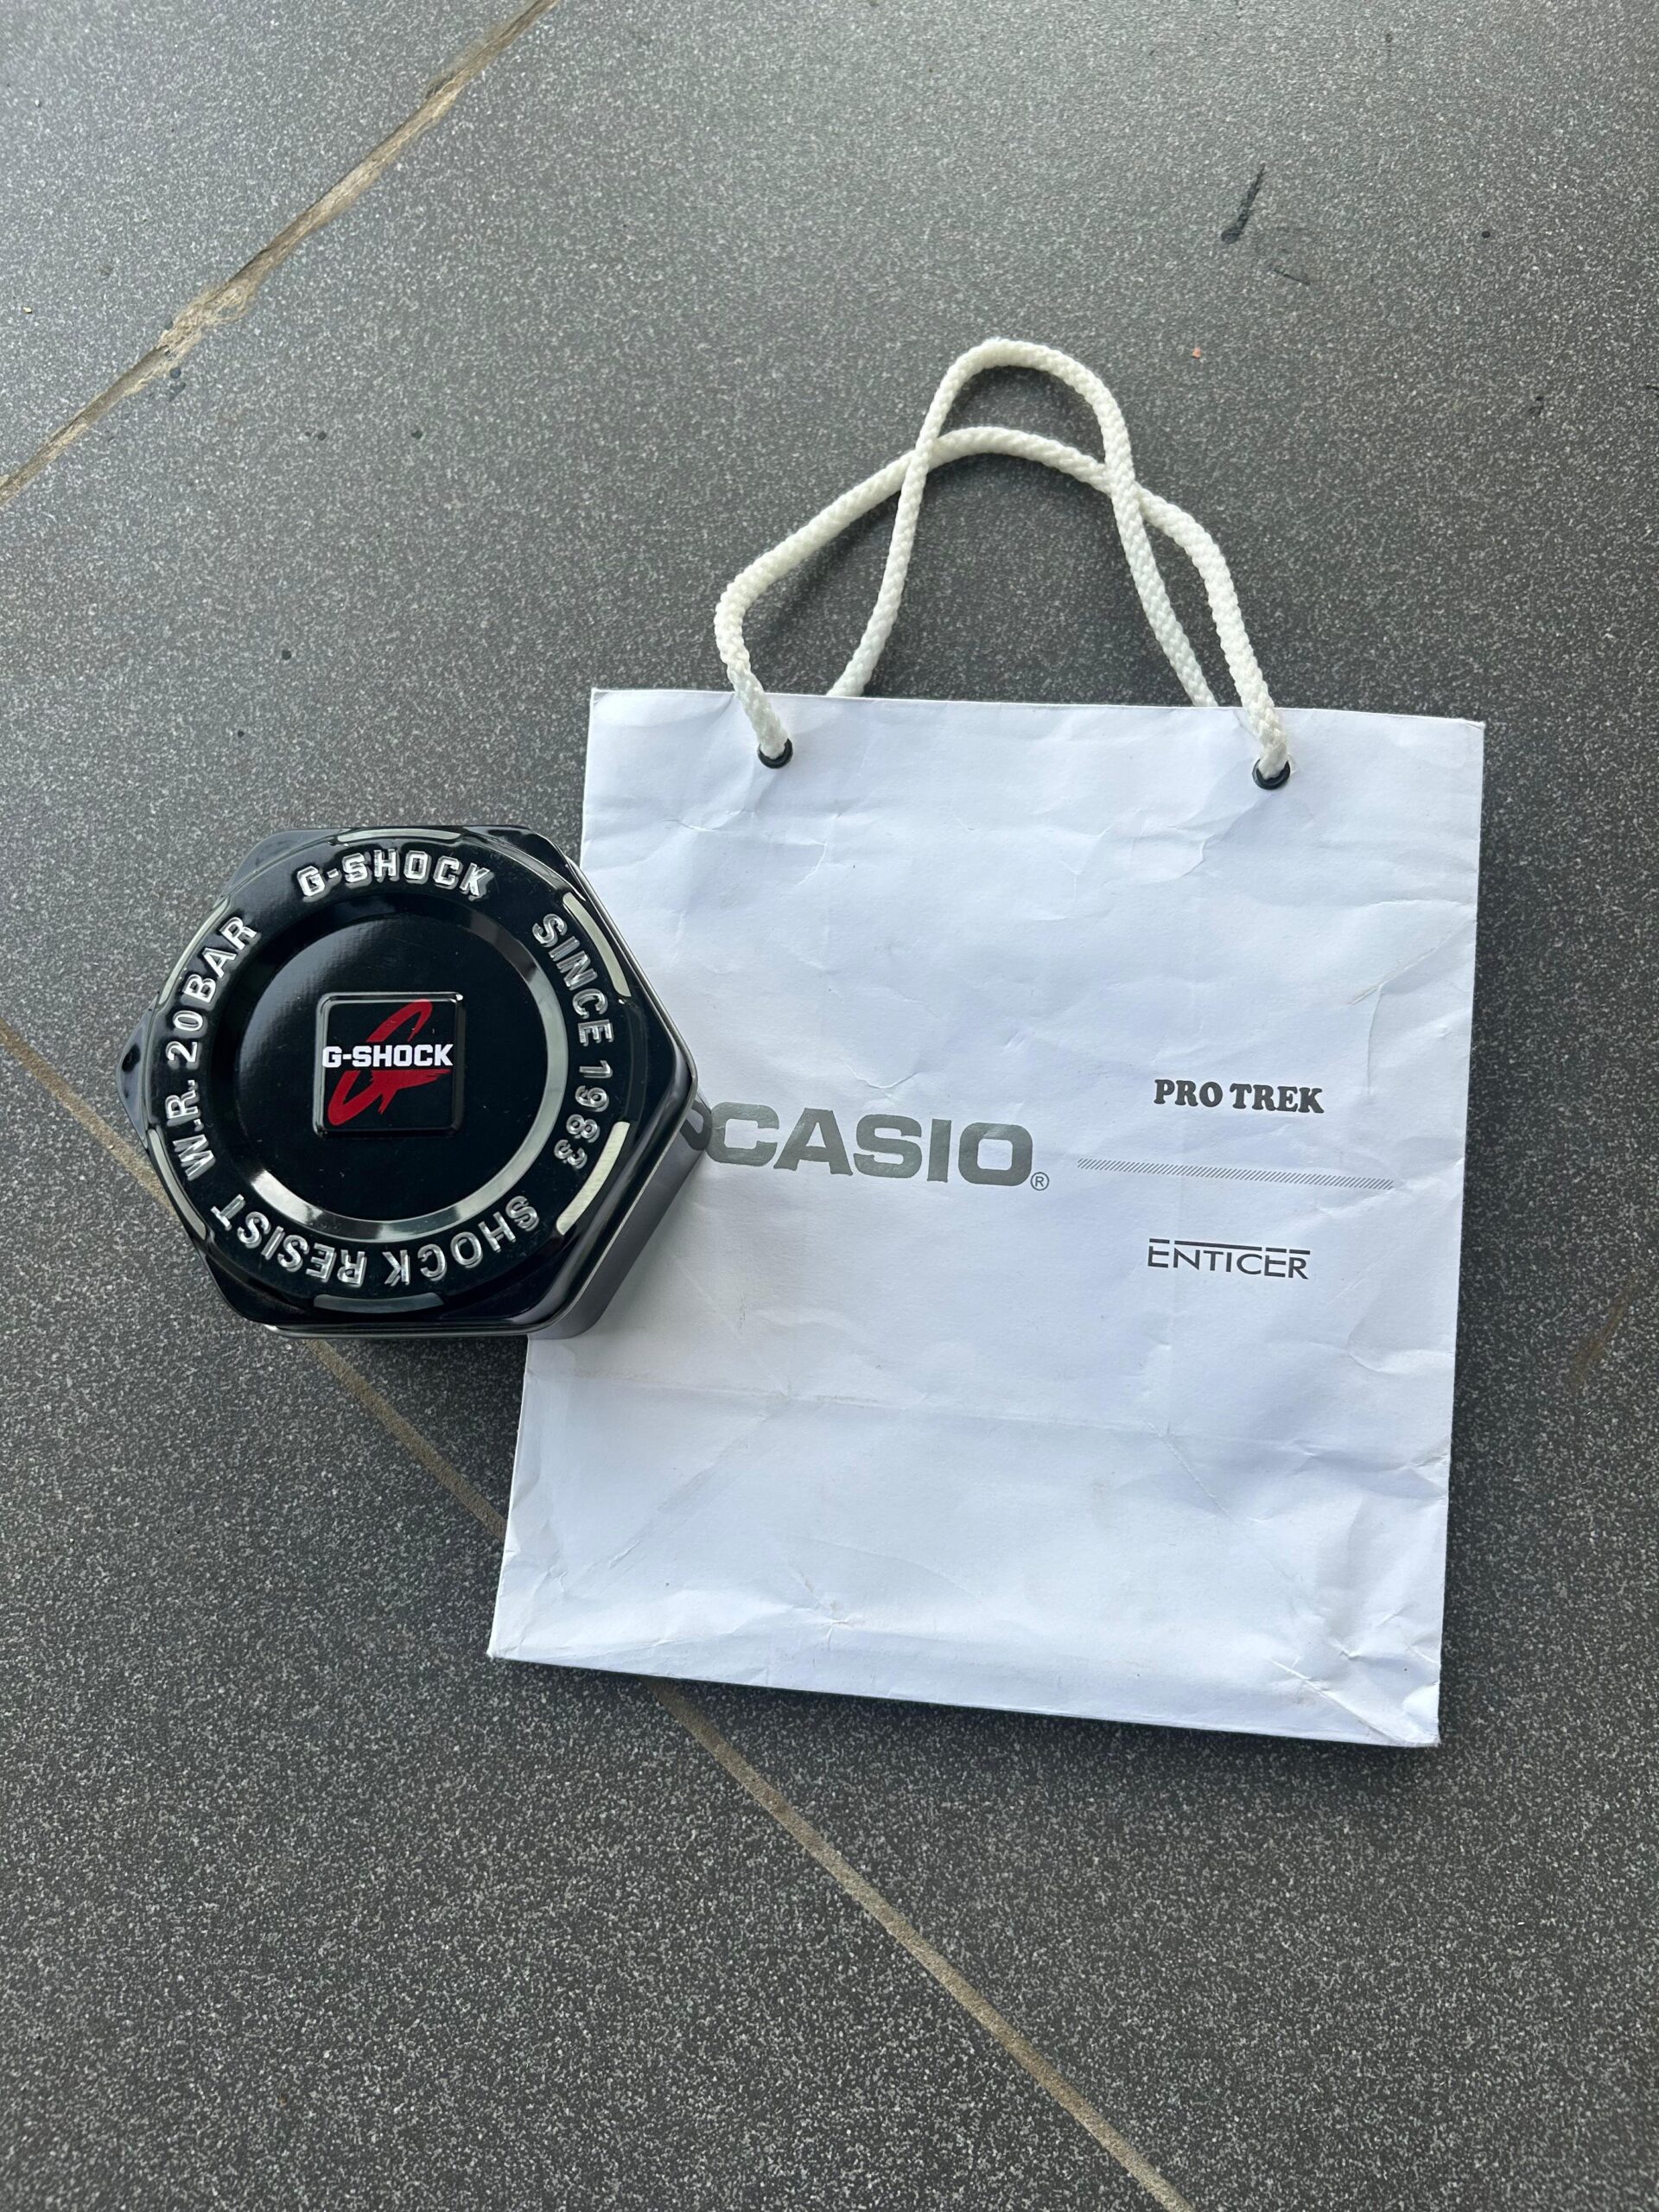 G-SHOCK
SINCE 1983
SHOCK RESIST
W.R. 20BAR
G-SHOCK
CASIO®
PRO TREK
ENTICER